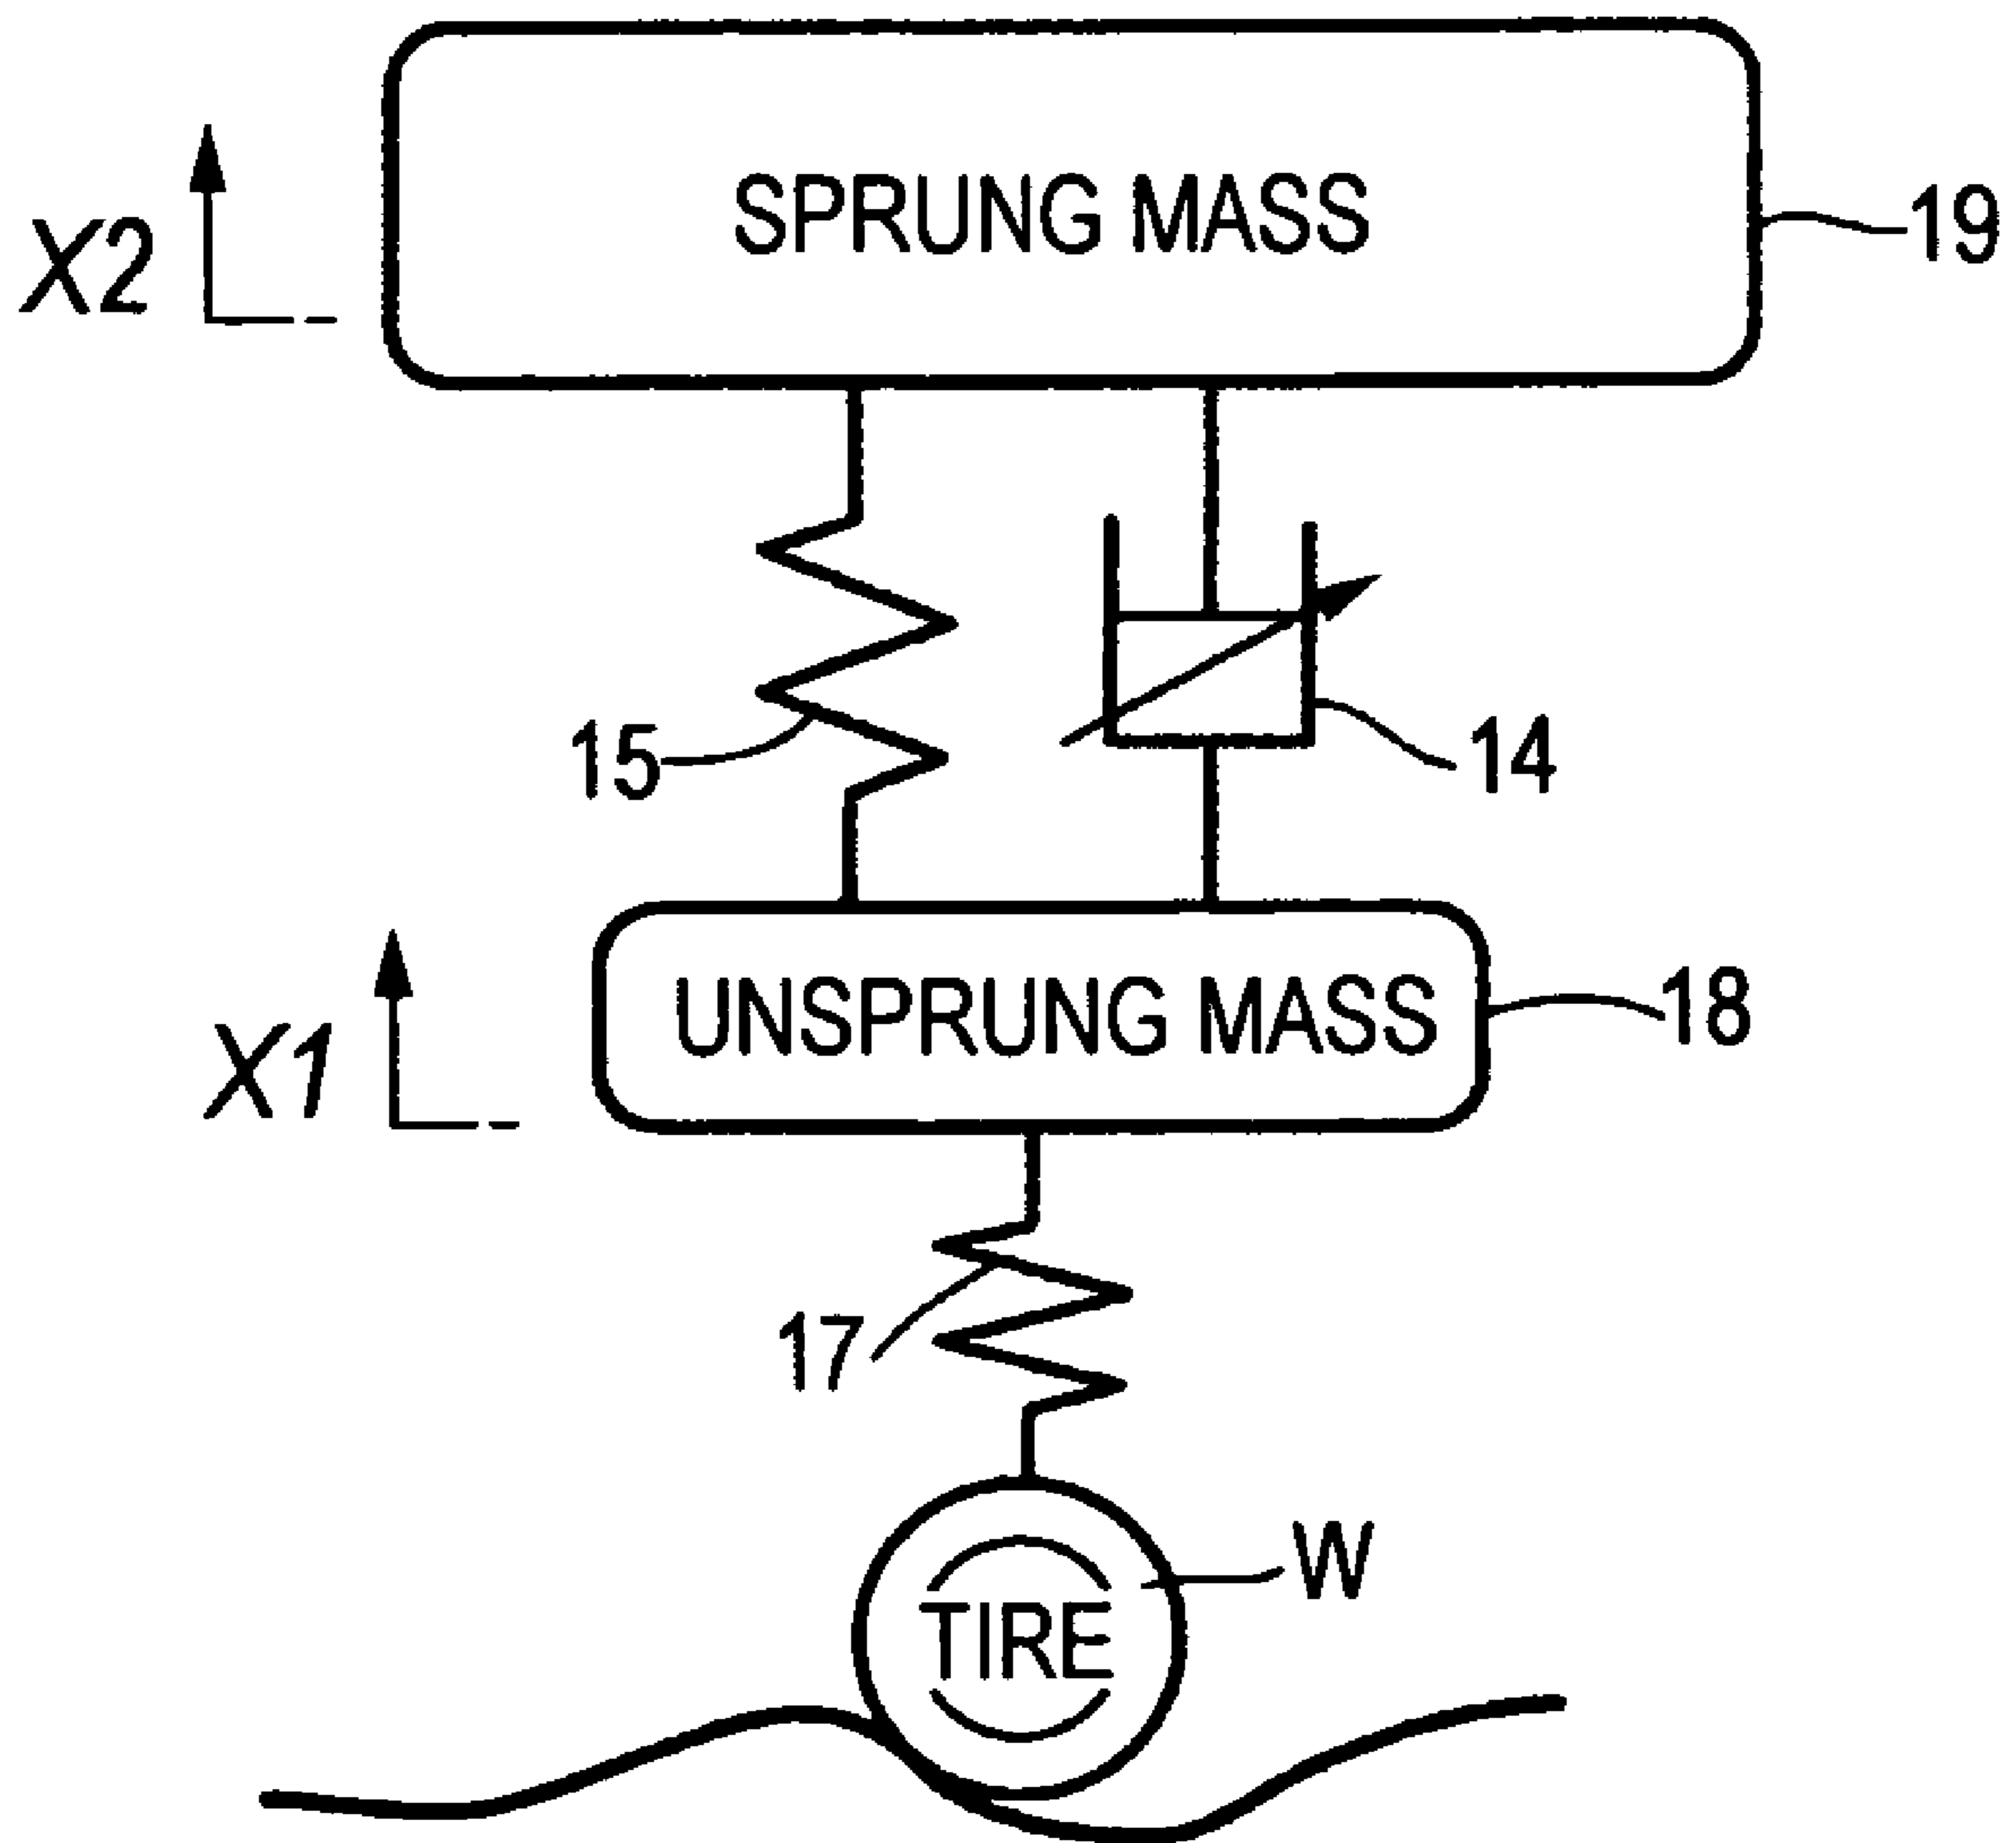 SPRUNG MASS
19
X2
15
14
UNSPRUNG MASS
18
X1
17
W
TIRE